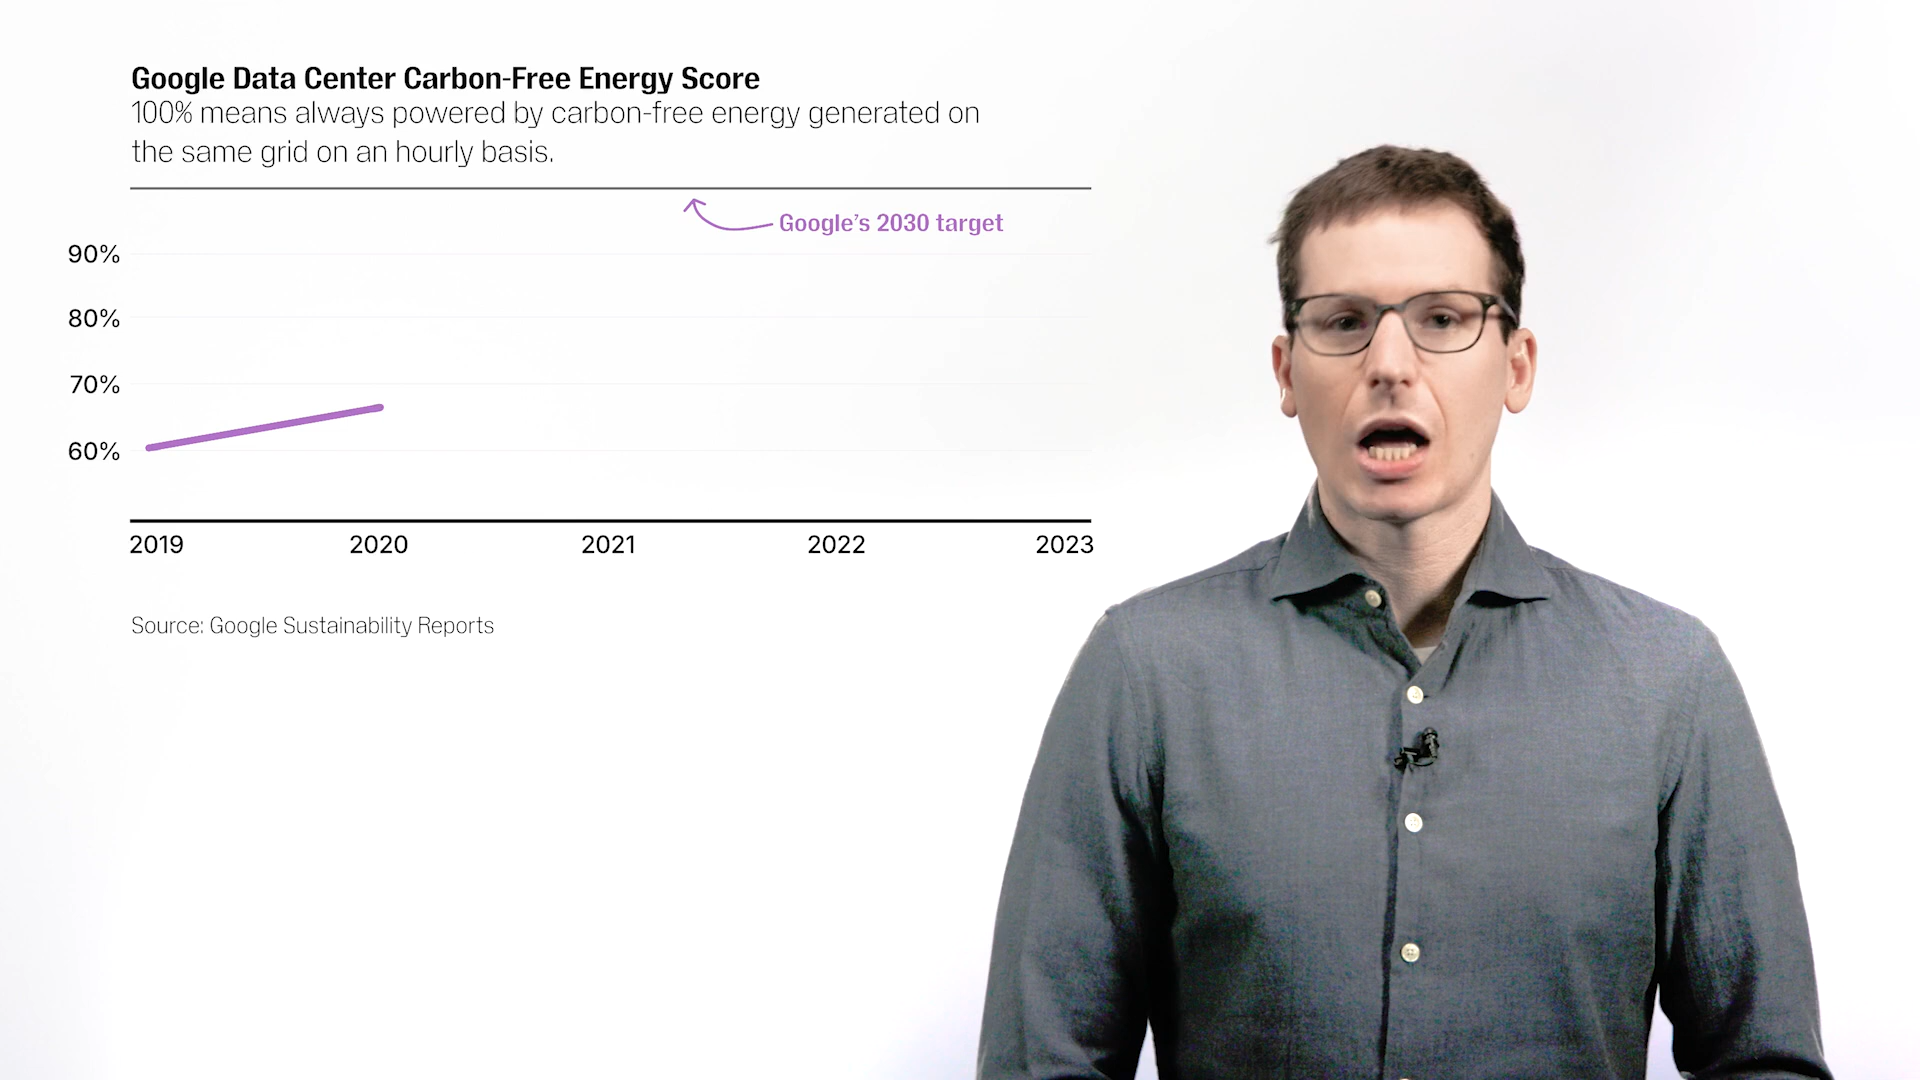 Google Data Center Carbon-Free Energy Score
100% means always powered by carbon-free energy generated on
the same grid on an hourly basis.
Google’s 2030 target
90%
80%
70%
60%
2019 2020 2021 2022 2023
Source: Google Sustainability Reports